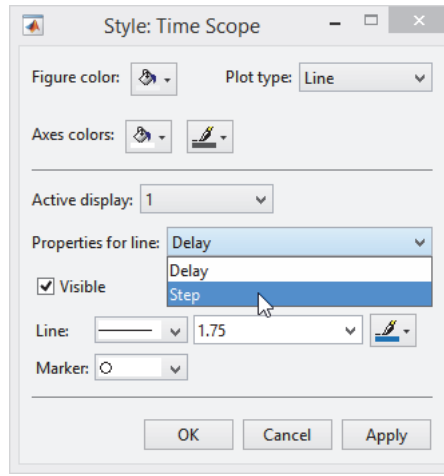 Style: Time Scope
Figure color: Plot type: Line
Axes colors:
Active display: 1
Properties for line: Delay
Delay
Visible
Step
Line: 1.75
Marker:
OK Cancel Apply